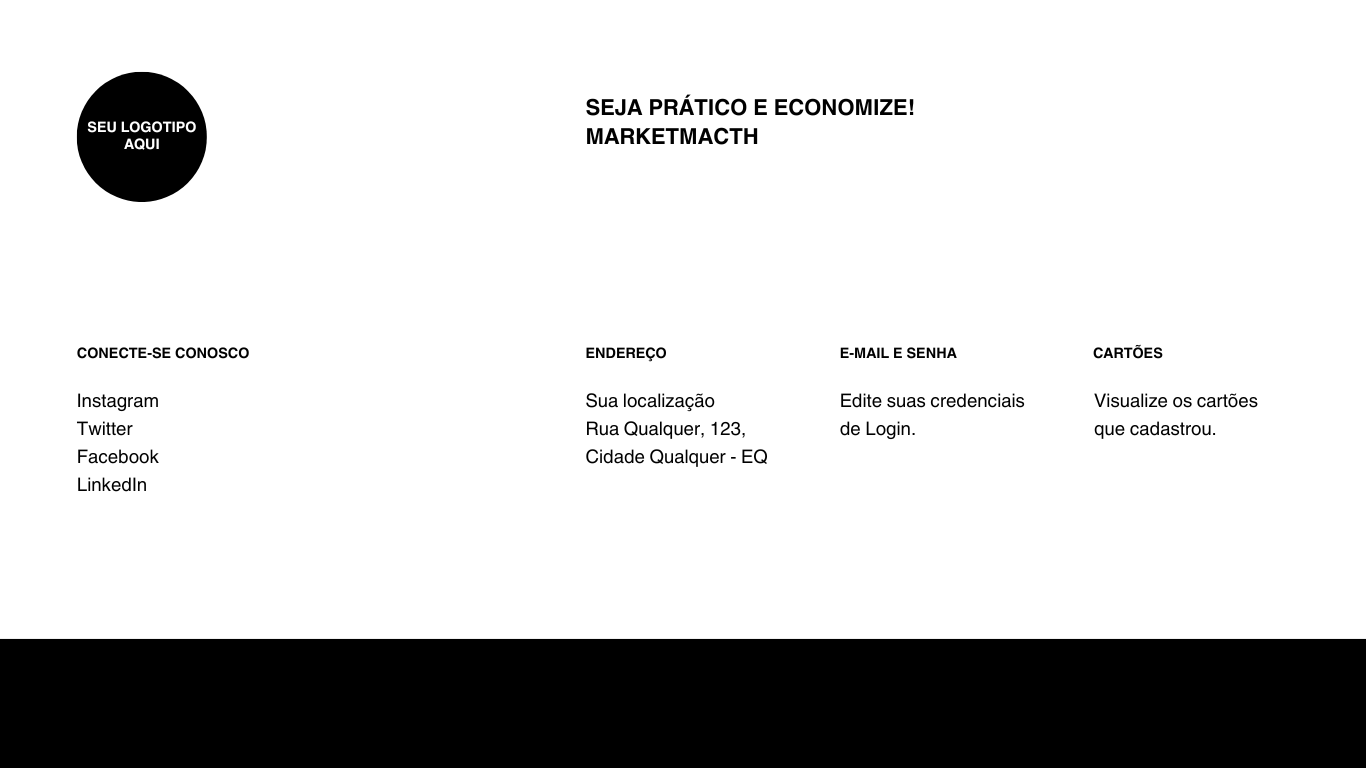 SEU LOGOTIPO
AQUI
SEJA PRÁTICO E ECONOMIZE!
MARKETMACTH
CONECTE-SE CONOSCO
Instagram
Twitter
Facebook
LinkedIn
ENDEREÇO
Sua localização
Rua Qualquer, 123,
Cidade Qualquer - EQ
E-MAIL E SENHA
Edite suas credenciais
de Login.
CARTÕES
Visualize os cartões
que cadastrou.